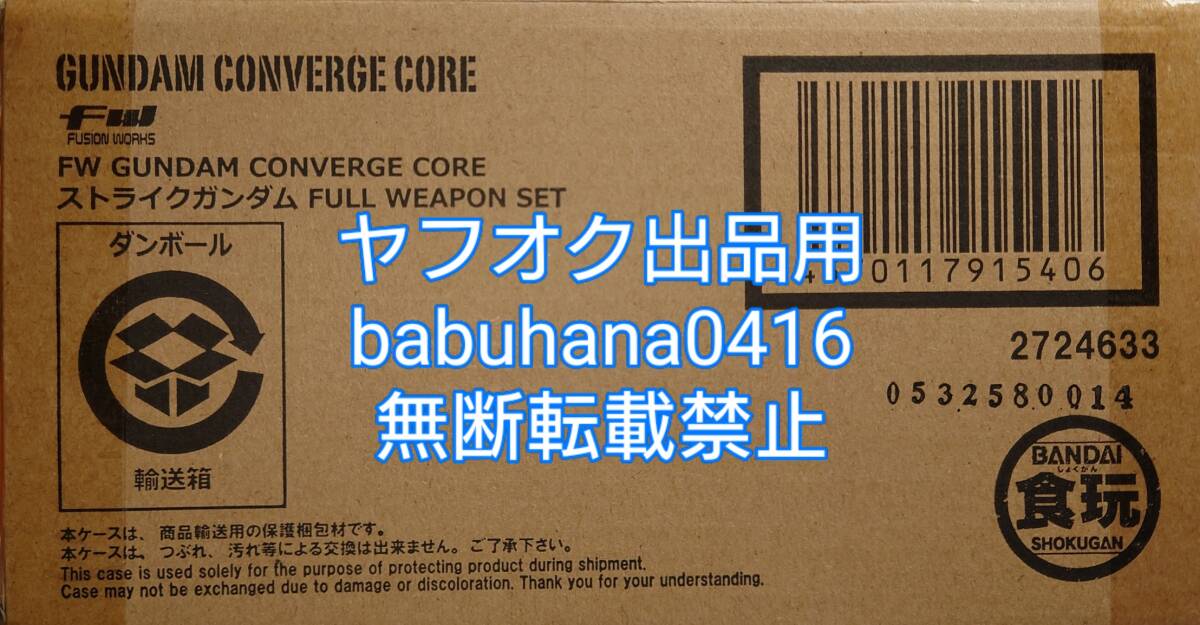 GUNDAM CONVERGE CORE
FW
FUSION WORKS
FW GUNDAM CONVERGE CORE
ストライクガンダム FULL WEAPON SET
ダンボール
輸送箱
ヤフオク出品用
babuhana0416
無断転載禁止
0117915406
2724633
0532580014
BANDAI
しょくがん
食玩
SHOKUGAN
本ケースは、商品輸送用の保護梱包材です。
本ケースは、つぶれ、汚れ等による交換は出来ません。ご了承下さい。
This case is used solely for the purpose of protecting product during shipment.
Case may not be exchanged due to damage or discoloration. Thank you for your understanding.